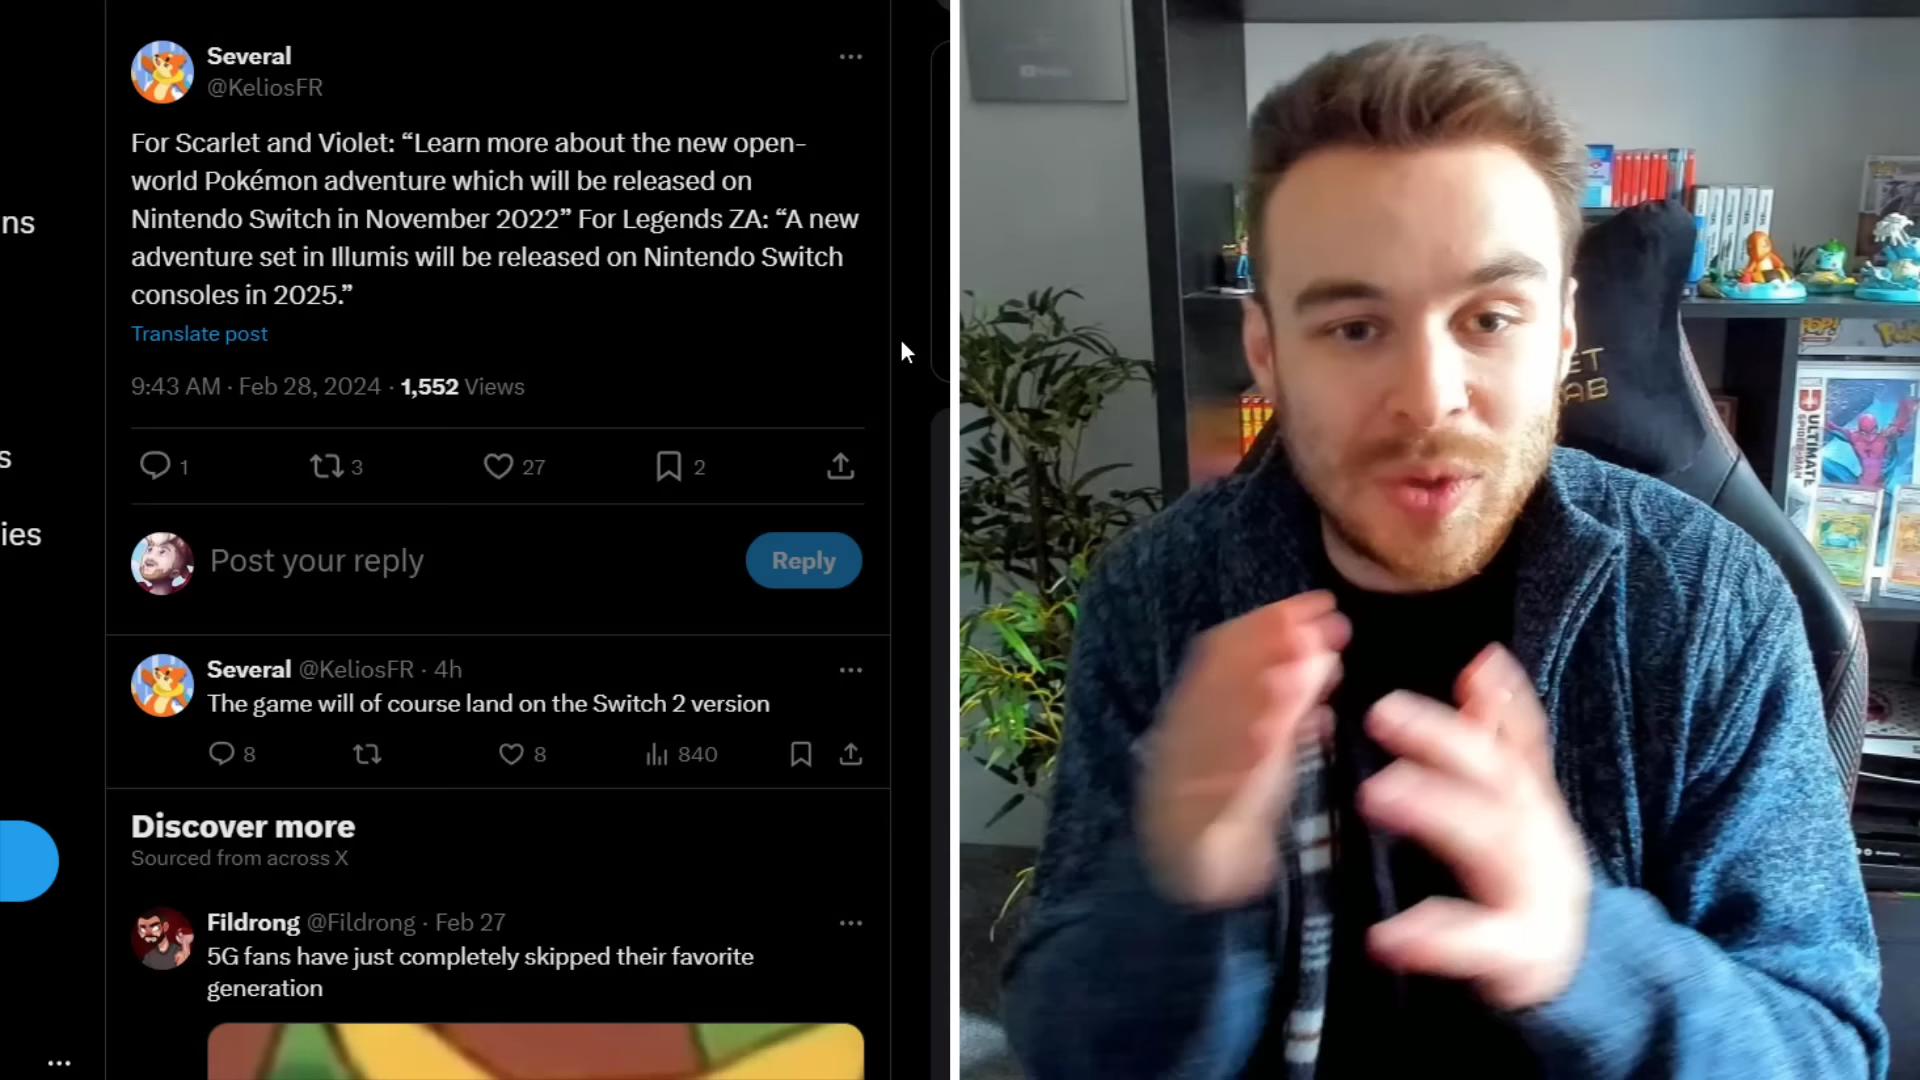 Several
@KeliosFR
For Scarlet and Violet: “Learn more about the new open-
world Pokémon adventure which will be released on
Nintendo Switch in November 2022” For Legends ZA: “A new
adventure set in Illumis will be released on Nintendo Switch
consoles in 2025.”
Translate post
9:43 AM · Feb 28, 2024 · 1,552 Views
1 3 27 2
Post your reply
Reply
Several @KeliosFR · 4h
The game will of course land on the Switch 2 version
8 8 840
Discover more
Sourced from across X
Fildrong @Fildrong · Feb 27
5G fans have just completely skipped their favorite
generation
ns
s
ies
ET
AB
POP!
ULTIMATE